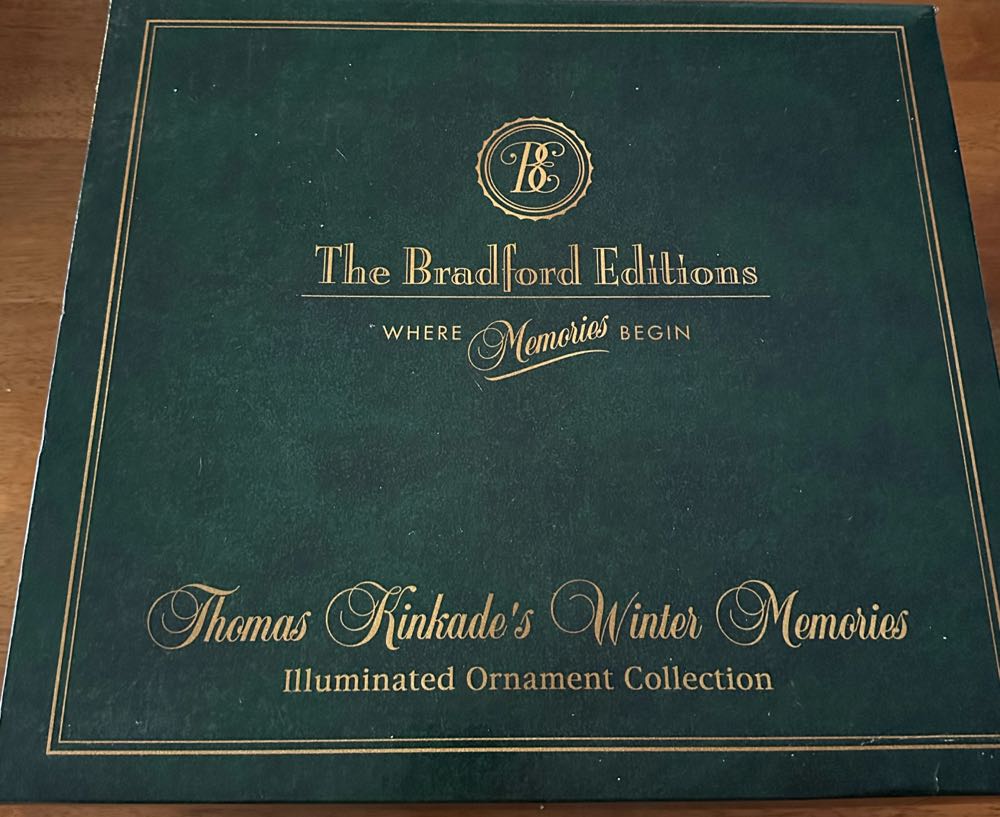 BE
The Bradford Editions
WHERE Memories BEGIN
Thomas Kinkade's Winter Memories
Illuminated Ornament Collection